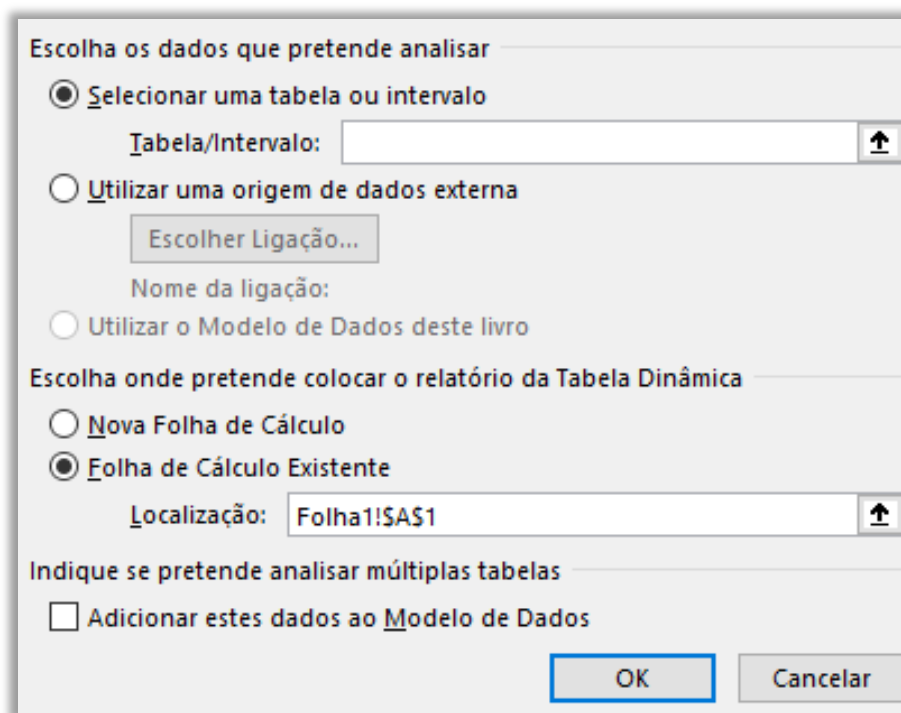 Escolha os dados que pretende analisar
Selecionar uma tabela ou intervalo
Tabela/Intervalo:
Utilizar uma origem de dados externa
Escolher Ligação...
Nome da ligação:
Utilizar o Modelo de Dados deste livro
Escolha onde pretende colocar o relatório da Tabela Dinâmica
Nova Folha de Cálculo
Folha de Cálculo Existente
Localização: Folha1!$A$1
Indique se pretende analisar múltiplas tabelas
Adicionar estes dados ao Modelo de Dados
OK Cancelar